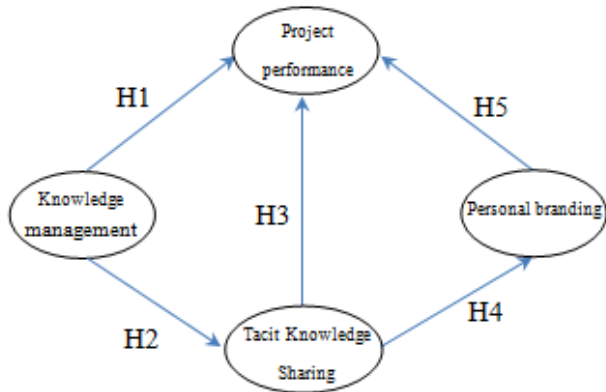 Project
performance
H1
H5
Knowledge
management
H3
Personal branding
H2
H4
Tacit Knowledge
Sharing